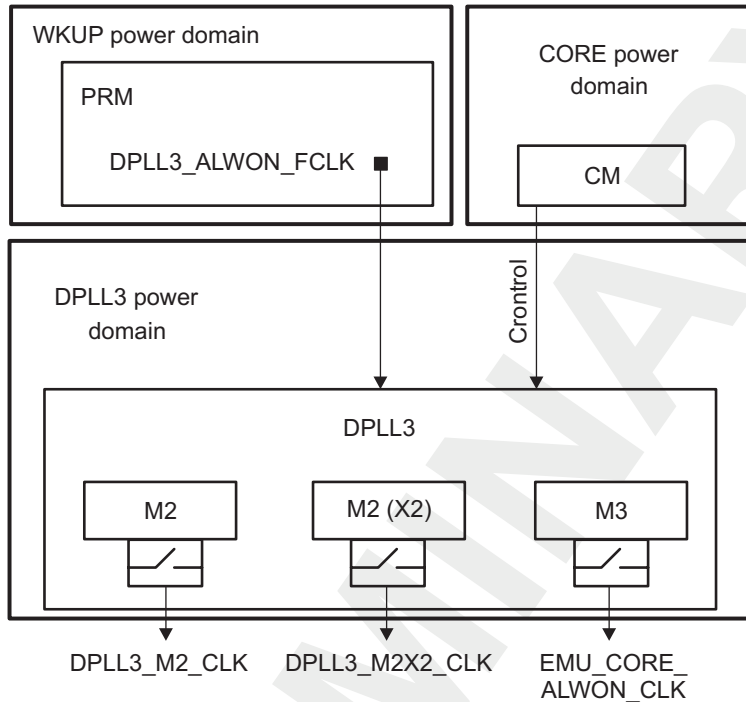 WKUP power domain
PRM
DPLL3_ALWON_FCLK
CORE power
domain
CM
DPLL3 power
domain
Crontrol
DPLL3
M2
M2 (X2)
M3
DPLL3_M2_CLK
DPLL3_M2X2_CLK
EMU_CORE_
ALWON_CLK